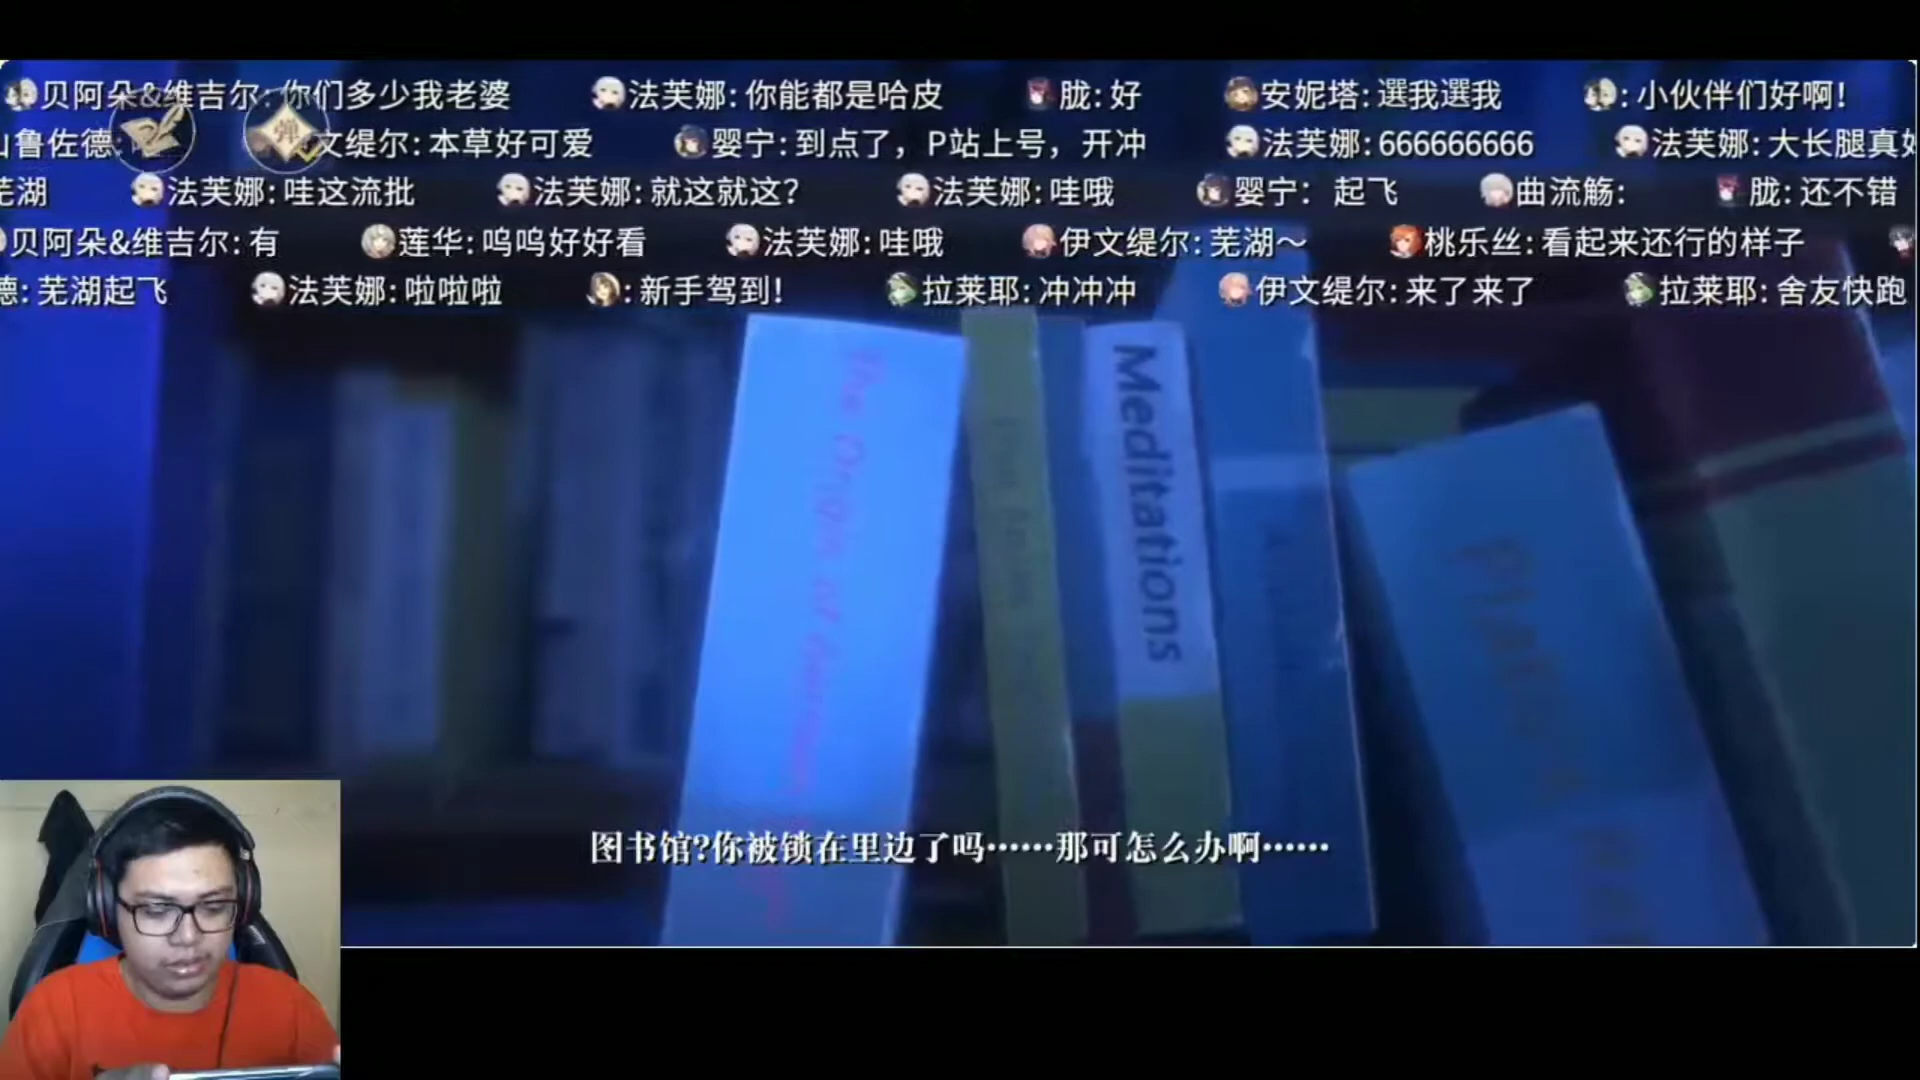 贝阿朵&维吉尔: 你们多少我老婆 法芙娜: 你能都是哈皮 胧: 好 安妮塔: 選我選我 : 小伙伴们好啊!
山鲁佐德: 文缇尔: 本草好可爱 婴宁: 到点了，P站上号，开冲 法芙娜: 666666666 法芙娜: 大长腿真好
芜湖 法芙娜: 哇这流批 法芙娜: 就这就这? 法芙娜: 哇哦 婴宁: 起飞 曲流觞: 胧: 还不错
贝阿朵&维吉尔: 有 莲华: 呜呜好好看 法芙娜: 哇哦 伊文缇尔: 芜湖～ 桃乐丝: 看起来还行的样子
德: 芜湖起飞 法芙娜: 啦啦啦 : 新手驾到! 拉莱耶: 冲冲冲 伊文缇尔: 来了来了 拉莱耶: 舍友快跑
弹
The Origin of
Meditations
图书馆?你被锁在里边了吗……那可怎么办啊……